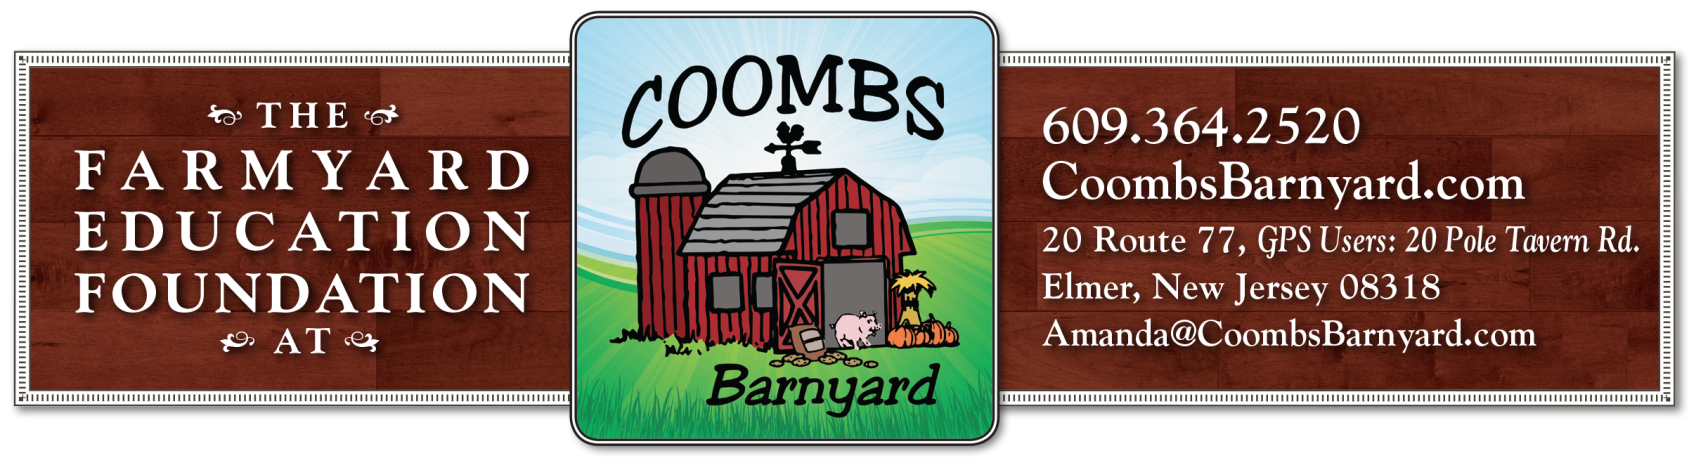 THE
FARMYARD
EDUCATION
FOUNDATION
AT
COOMBS
Barnyard
609.364.2520
CoombsBarnyard.com
20 Route 77, GPS Users: 20 Pole Tavern Rd.
Elmer, New Jersey 08318
Amanda@CoombsBarnyard.com